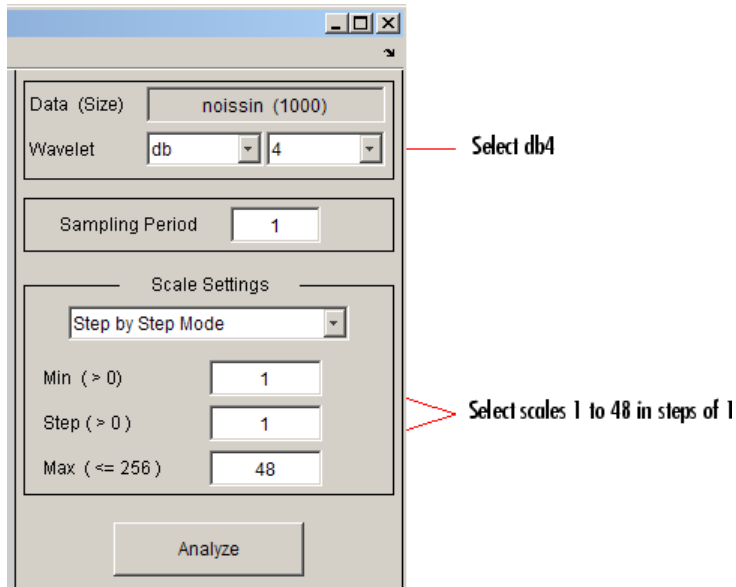 Data (Size) noissin (1000)
Wavelet db 4 Select db4
Sampling Period 1
Scale Settings
Step by Step Mode
Min ( > 0) 1
Step ( > 0 ) 1 Select scales 1 to 48 in steps of 1
Max ( <= 256 ) 48
Analyze